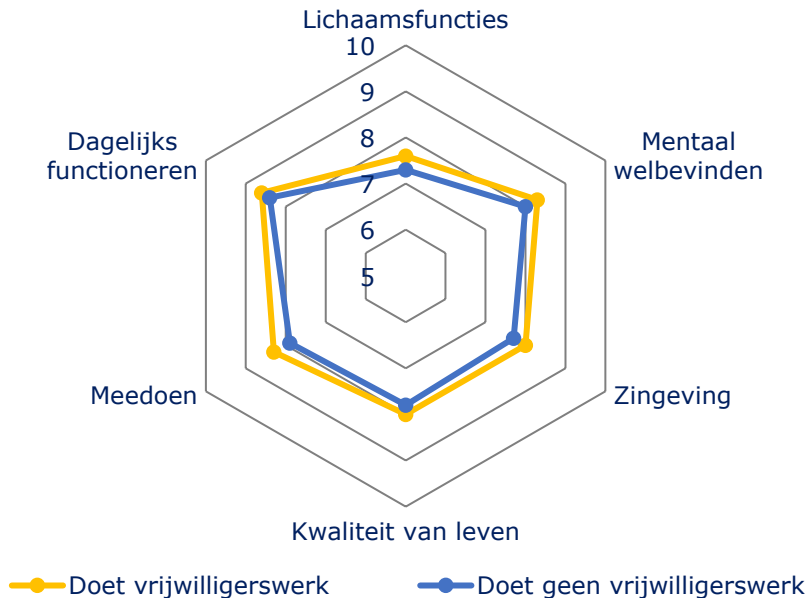 Lichaamsfuncties
10
9
8
7
6
5
Mentaal
welbevinden
Zingeving
Kwaliteit van leven
Meedoen
Dagelijks
functioneren
Doet vrijwilligerswerk
Doet geen vrijwilligerswerk